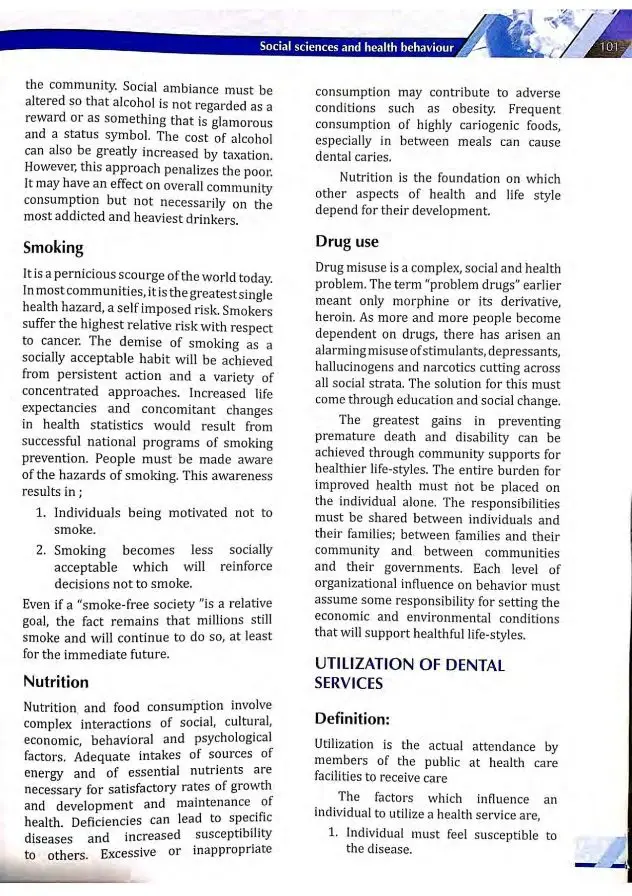 Social sciences and health behaviour
101
the community. Social ambiance must be
altered so that alcohol is not regarded as a
reward or as something that is glamorous
and a status symbol. The cost of alcohol
can also be greatly increased by taxation.
However, this approach penalizes the poor.
It may have an effect on overall community
consumption but not necessarily on the
most addicted and heaviest drinkers.
Smoking
It is a pernicious scourge of the world today.
In most communities, it is the greatest single
health hazard, a self imposed risk. Smokers
suffer the highest relative risk with respect
to cancer. The demise of smoking as a
socially acceptable habit will be achieved
from persistent action and a variety of
concentrated approaches. Increased life
expectancies and concomitant changes
in health statistics would result from
successful national programs of smoking
prevention. People must be made aware
of the hazards of smoking. This awareness
results in ;
1. Individuals being motivated not to
smoke.
2. Smoking becomes less socially
acceptable which will reinforce
decisions not to smoke.
Even if a "smoke-free society "is a relative
goal, the fact remains that millions still
smoke and will continue to do so, at least
for the immediate future.
Nutrition
Nutrition and food consumption involve
complex interactions of social, cultural,
economic, behavioral and psychological
factors. Adequate intakes of sources of
energy and of essential nutrients are
necessary for satisfactory rates of growth
and development and maintenance of
health. Deficiencies can lead to specific
diseases and increased susceptibility
to others. Excessive or inappropriate
consumption may contribute to adverse
conditions such as obesity. Frequent
consumption of highly cariogenic foods,
especially in between meals can cause
dental caries.
Nutrition is the foundation on which
other aspects of health and life style
depend for their development.
Drug use
Drug misuse is a complex, social and health
problem. The term "problem drugs" earlier
meant only morphine or its derivative,
heroin. As more and more people become
dependent on drugs, there has arisen an
alarming misuse of stimulants, depressants,
hallucinogens and narcotics cutting across
all social strata. The solution for this must
come through education and social change.
The greatest gains in preventing
premature death and disability can be
achieved through community supports for
healthier life-styles. The entire burden for
improved health must not be placed on
the individual alone. The responsibilities
must be shared between individuals and
their families; between families and their
community and between communities
and their governments. Each level of
organizational influence on behavior must
assume some responsibility for setting the
economic and environmental conditions
that will support healthful life-styles.
UTILIZATION OF DENTAL
SERVICES
Definition:
Utilization is the actual attendance by
members of the public at health care
facilities to receive care
The factors which influence an
individual to utilize a health service are,
1. Individual must feel susceptible to
the disease.